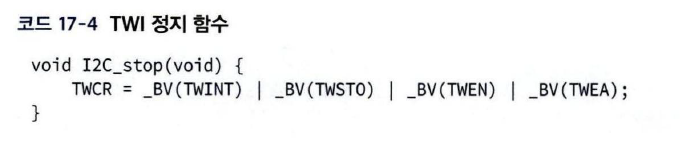 코드 17-4 TWI 정지 함수
void I2C_stop(void) {
    TWCR = _BV(TWINT) | _BV(TWSTO) | _BV(TWEN) | _BV(TWEA);
}